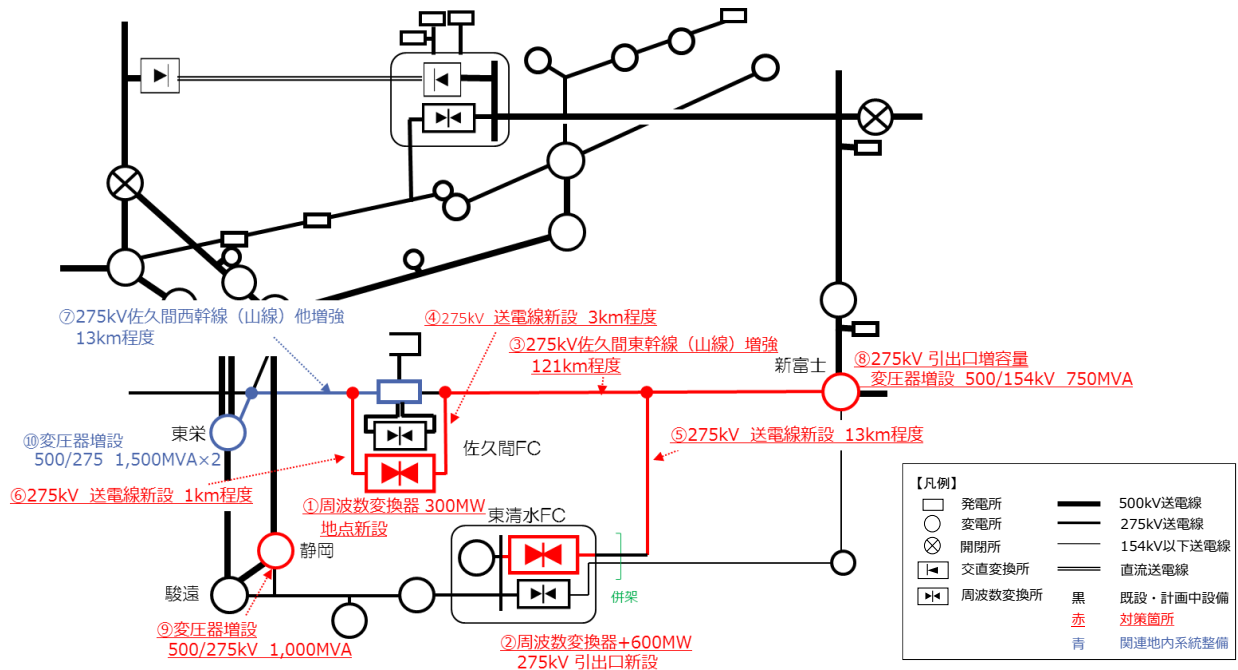 ⑦275kV佐久間西幹線（山線）他増強
13km程度
④275kV 送電線新設 3km程度
③275kV佐久間東幹線（山線）増強
121km程度
新富士
⑧275kV 引出口増容量
変圧器増設 500/154kV 750MVA
東栄
⑩変圧器増設
500/275 1,500MVA×2
佐久間FC
⑤275kV 送電線新設 13km程度
⑥275kV 送電線新設 1km程度
①周波数変換器 300MW
地点新設
東清水FC
静岡
駿遠
併架
⑨変圧器増設
500/275kV 1,000MVA
②周波数変換器+600MW
275kV 引出口新設
【凡例】
発電所
500kV送電線
変電所
275kV送電線
開閉所
154kV以下送電線
交直変換所
直流送電線
周波数変換所
黒 既設・計画中設備
赤 対策箇所
青 関連地内系統整備